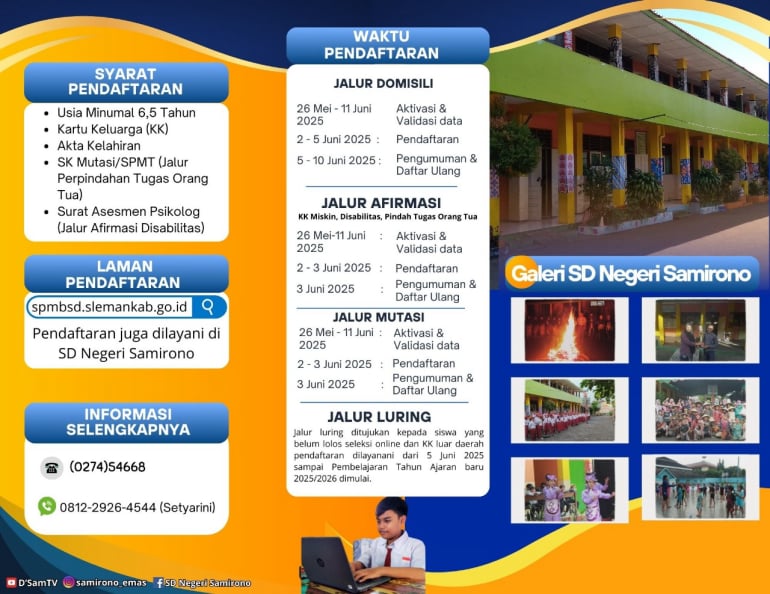 SYARAT
PENDAFTARAN
Usia Minumal 6,5 Tahun
Kartu Keluarga (KK)
Akta Kelahiran
SK Mutasi/SPMT (Jalur
Perpindahan Tugas Orang
Tua)
Surat Asesmen Psikolog
(Jalur Afirmasi Disabilitas)
LAMAN
PENDAFTARAN
spmbsd.slemankab.go.id
Pendaftaran juga dilayani di
SD Negeri Samirono
INFORMASI
SELENGKAPNYA
(0274)54668
0812-2926-4544 (Setyarini)
D'SamTV samirono_emas SD Negeri Samirono
WAKTU
PENDAFTARAN
JALUR DOMISILI
26 Mei - 11 Juni Aktivasi &
2025 Validasi data
2 - 5 Juni 2025 : Pendaftaran
5 - 10 Juni 2025 : Pengumuman &
Daftar Ulang
JALUR AFIRMASI
KK Miskin, Disabilitas, Pindah Tugas Orang Tua
26 Mei-11 Juni : Aktivasi &
2025 Validasi data
2 - 3 Juni 2025 : Pendaftaran
3 Juni 2025 : Pengumuman &
Daftar Ulang
JALUR MUTASI
26 Mei - 11 Juni : Aktivasi &
2025 Validasi data
2 - 3 Juni 2025 : Pendaftaran
3 Juni 2025 : Pengumuman &
Daftar Ulang
JALUR LURING
Jalur luring ditujukan kepada siswa yang
belum lolos seleksi online dan KK luar daerah
pendaftaran dilayanani dari 5 Juni 2025
sampai Pembelajaran Tahun Ajaran baru
2025/2026 dimulai.
Galeri SD Negeri Samirono